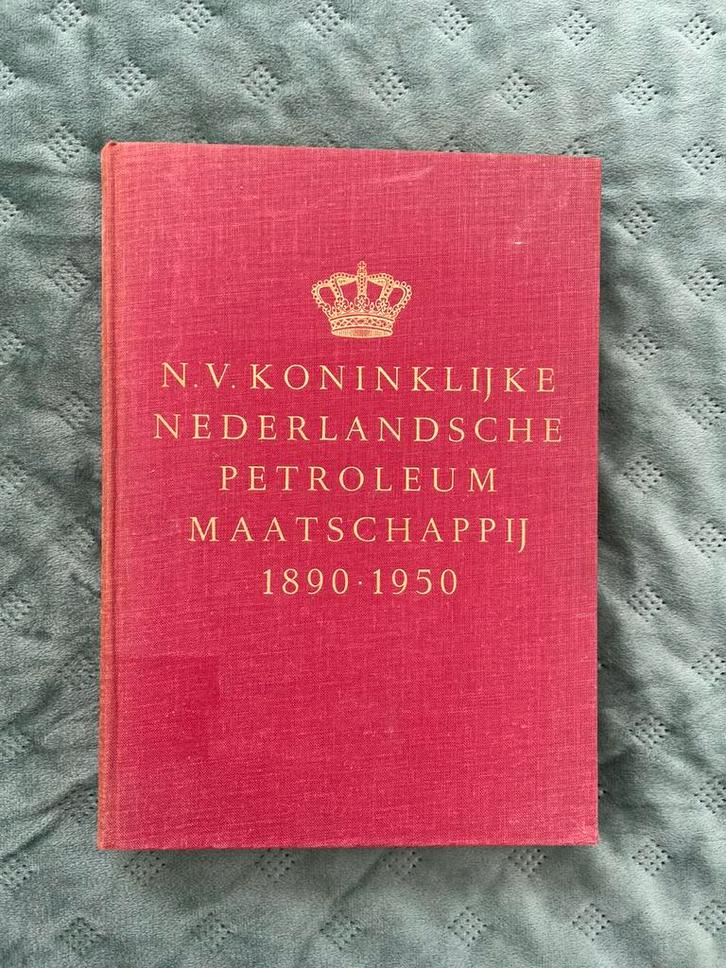 N.V. KONINKLIJKE
NEDERLANDSCHE
PETROLEUM
MAATSCHAPPIJ
1890·1950